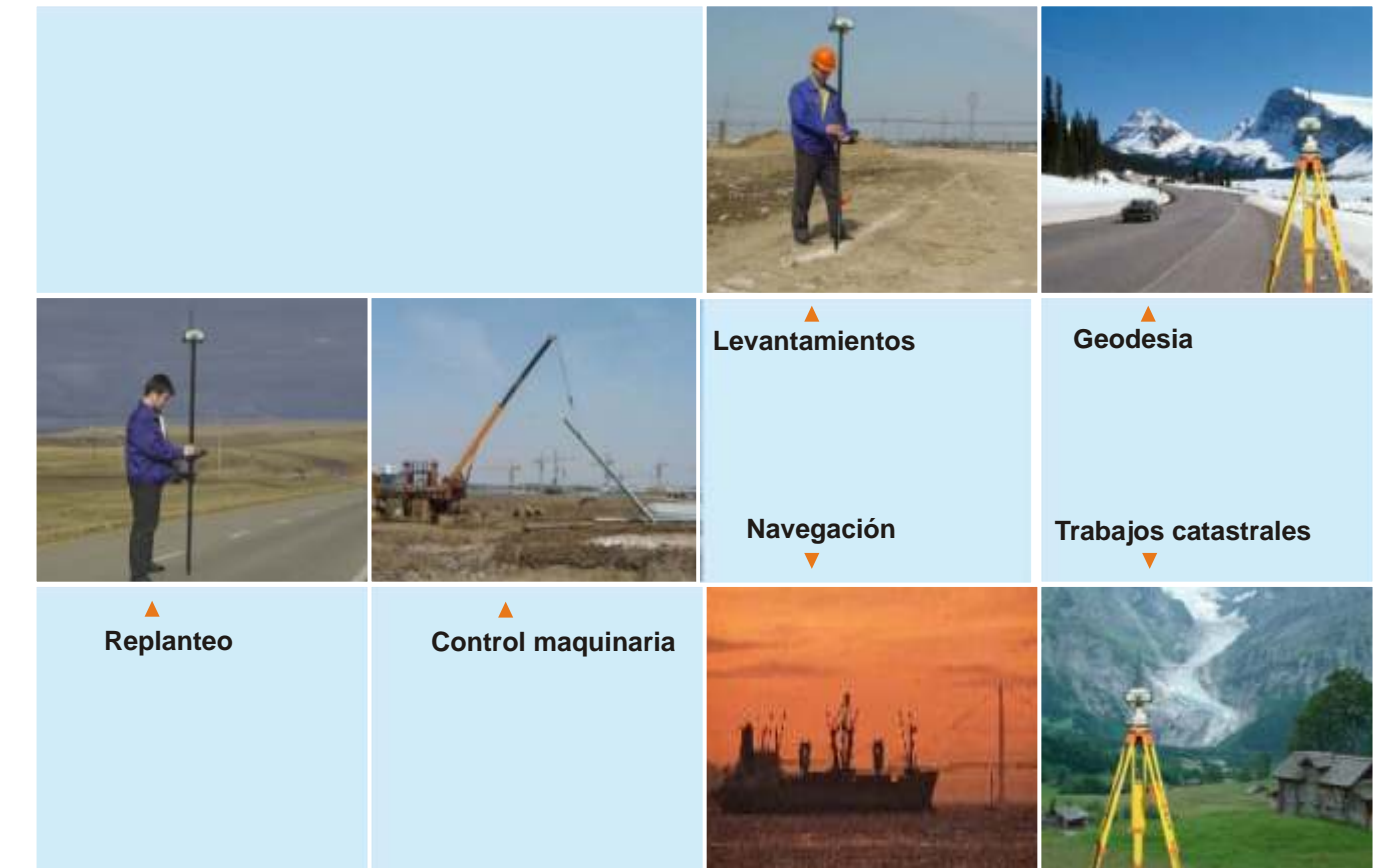 Levantamientos
Geodesia
Navegación
Trabajos catastrales
Replanteo
Control maquinaria